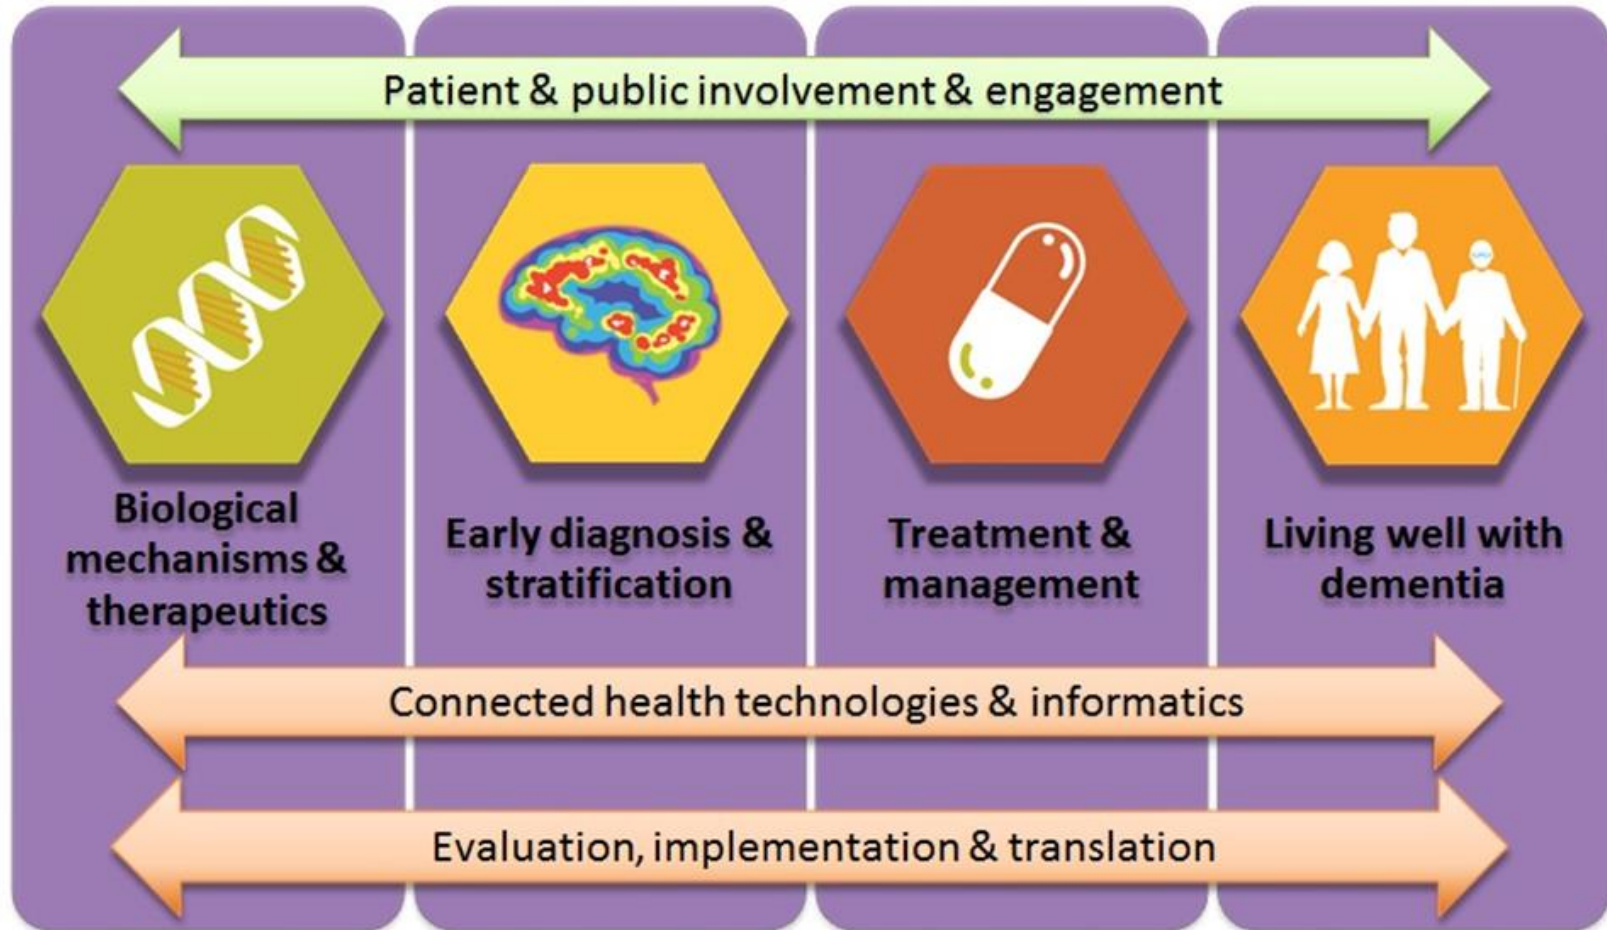 Patient & public involvement & engagement
Biological
mechanisms &
therapeutics
Early diagnosis &
stratification
Treatment &
management
Living well with
dementia
Connected health technologies & informatics
Evaluation, implementation & translation